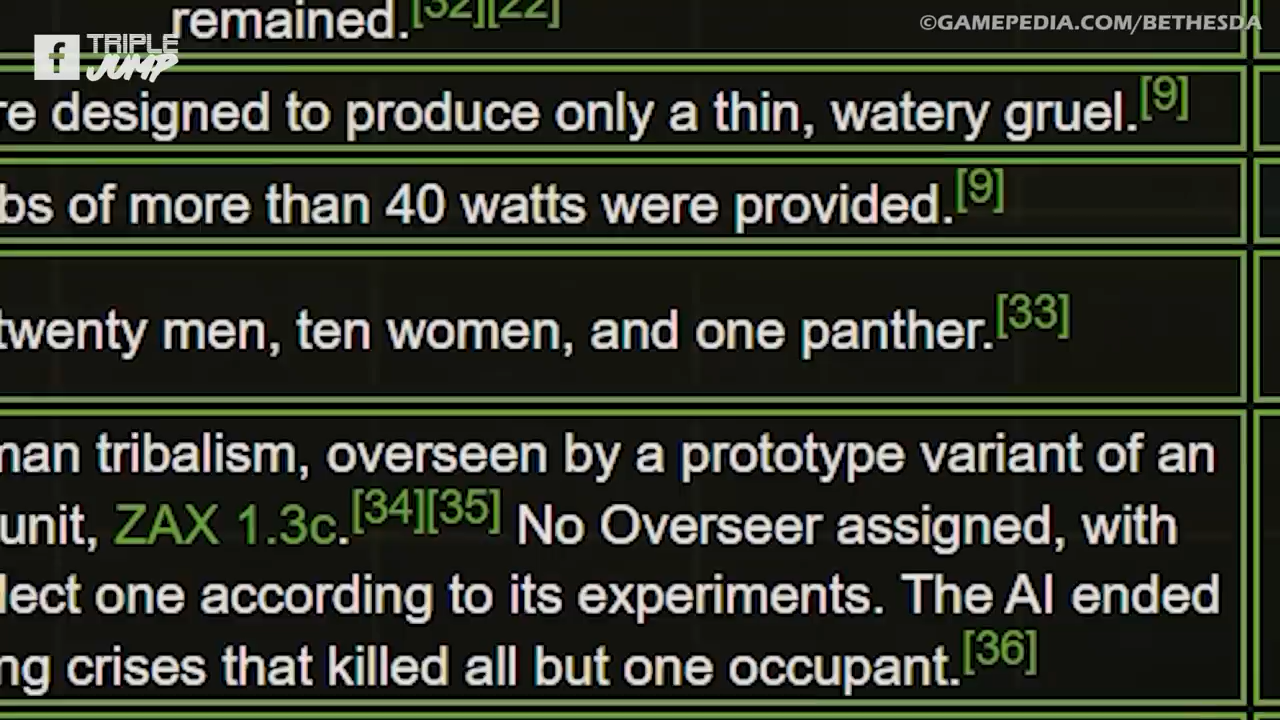 remained.[32][22]
©GAMEPEDIA.COM/BETHESDA
f TRIPLE
JUMP
re designed to produce only a thin, watery gruel.[9]
bs of more than 40 watts were provided.[9]
twenty men, ten women, and one panther.[33]
man tribalism, overseen by a prototype variant of an
unit, ZAX 1.3c.[34][35] No Overseer assigned, with
lect one according to its experiments. The AI ended
ng crises that killed all but one occupant.[36]